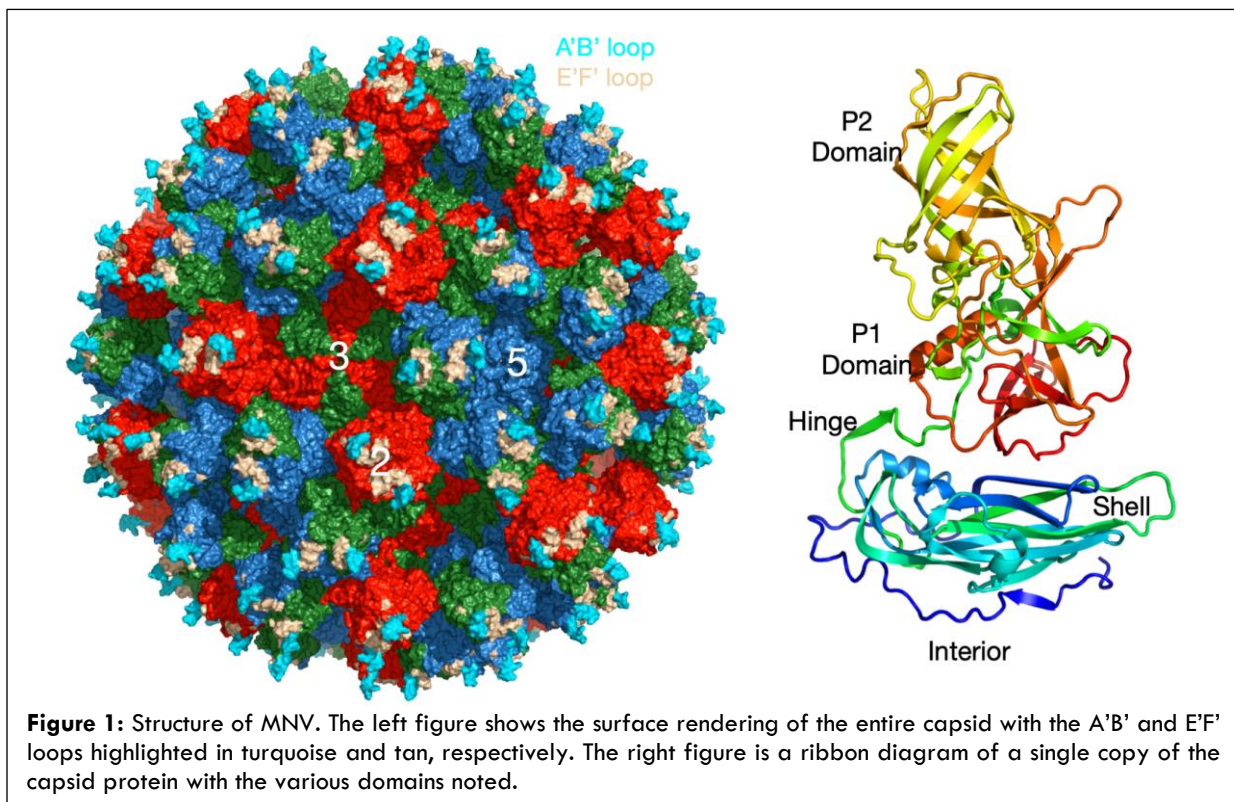 A'B' loop
E'F' loop
3
5
2
P2
Domain
P1
Domain
Hinge
Shell
Interior
Figure 1: Structure of MNV. The left figure shows the surface rendering of the entire capsid with the A'B' and E'F'
loops highlighted in turquoise and tan, respectively. The right figure is a ribbon diagram of a single copy of the
capsid protein with the various domains noted.